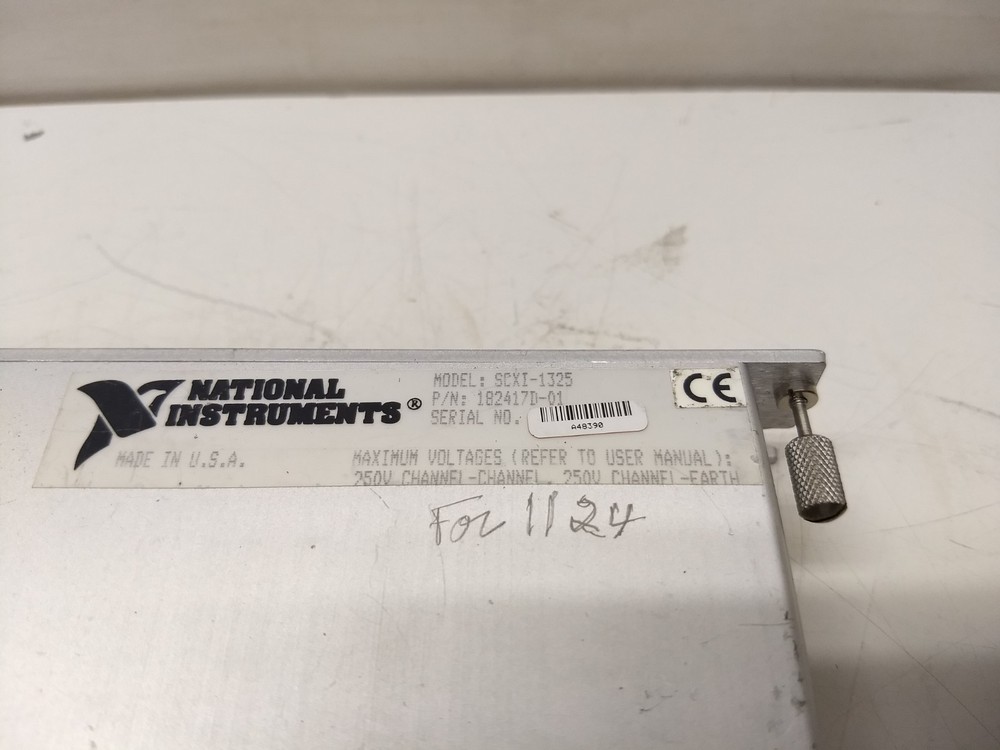 NATIONAL
INSTRUMENTS®
MADE IN U.S.A.
MODEL: SCXI-1325
P/N: 182417D-01
SERIAL NO.
A48390
CE
MAXIMUM VOLTAGES (REFER TO USER MANUAL):
250V CHANNEL-CHANNEL, 250V CHANNEL-EARTH
For 1124